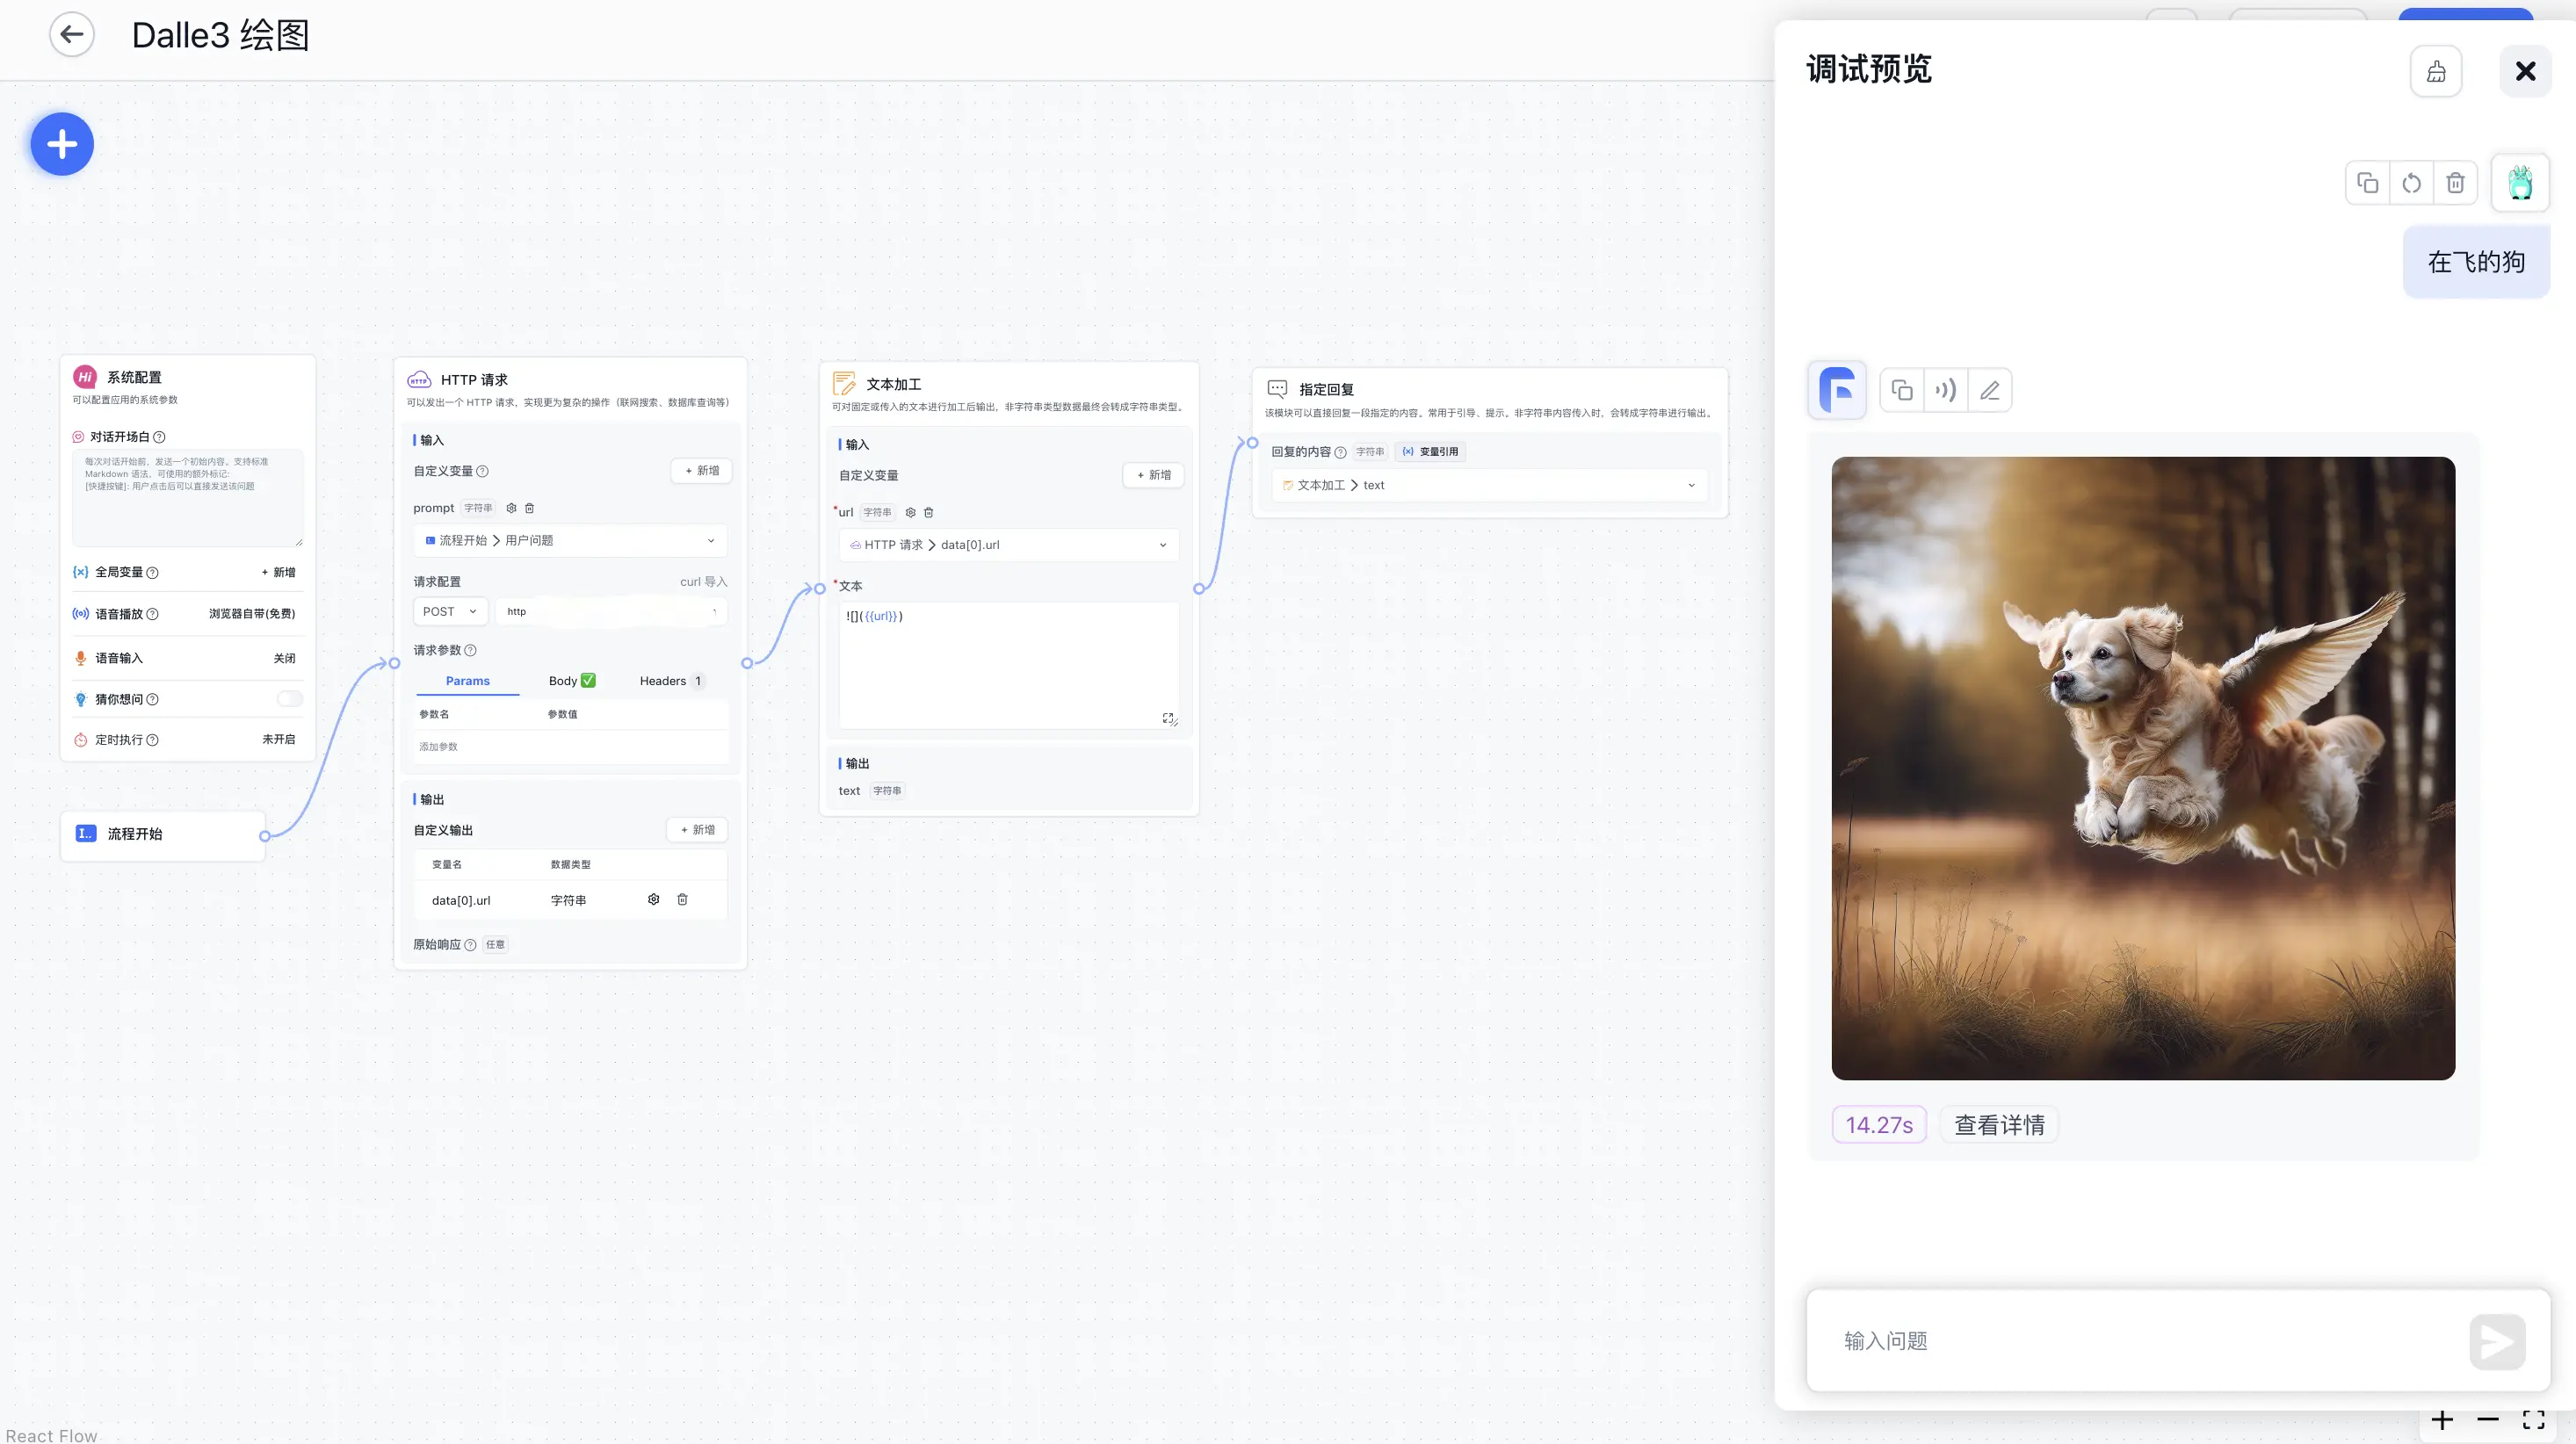 Dalle3 绘图
Hi
系统配置
可以配置应用的系统参数
对话开场白
每次对话开始前，发送一个初始内容。支持标准
Markdown 语法，可使用的额外标记:
[快捷按键]: 用户点击后可以直接发送该问题
全局变量
+ 新增
语音播放
浏览器自带(免费)
语音输入
关闭
猜你想问
定时执行
未开启
流程开始
HTTP
HTTP 请求
可以发出一个 HTTP 请求，实现更为复杂的操作（联网搜索、数据库查询等）
输入
自定义变量
+ 新增
prompt 字符串
流程开始 > 用户问题
请求配置
curl 导入
POST
http
请求参数
Params
Body ✅
Headers 1
参数名
参数值
添加参数
输出
自定义输出
+ 新增
变量名
数据类型
data[0].url
字符串
原始响应
任意
文本加工
可对固定或传入的文本进行加工后输出，非字符串类型数据最终会转成字符串类型。
输入
自定义变量
+ 新增
*url 字符串
HTTP 请求 > data[0].url
*文本
![]({{url}})
输出
text 字符串
指定回复
该模块可以直接回复一段指定的内容。常用于引导、提示。非字符串内容传入时，会转成字符串进行输出。
回复的内容 字符串 变量引用
文本加工 > text
调试预览
在飞的狗
14.27s
查看详情
输入问题
React Flow